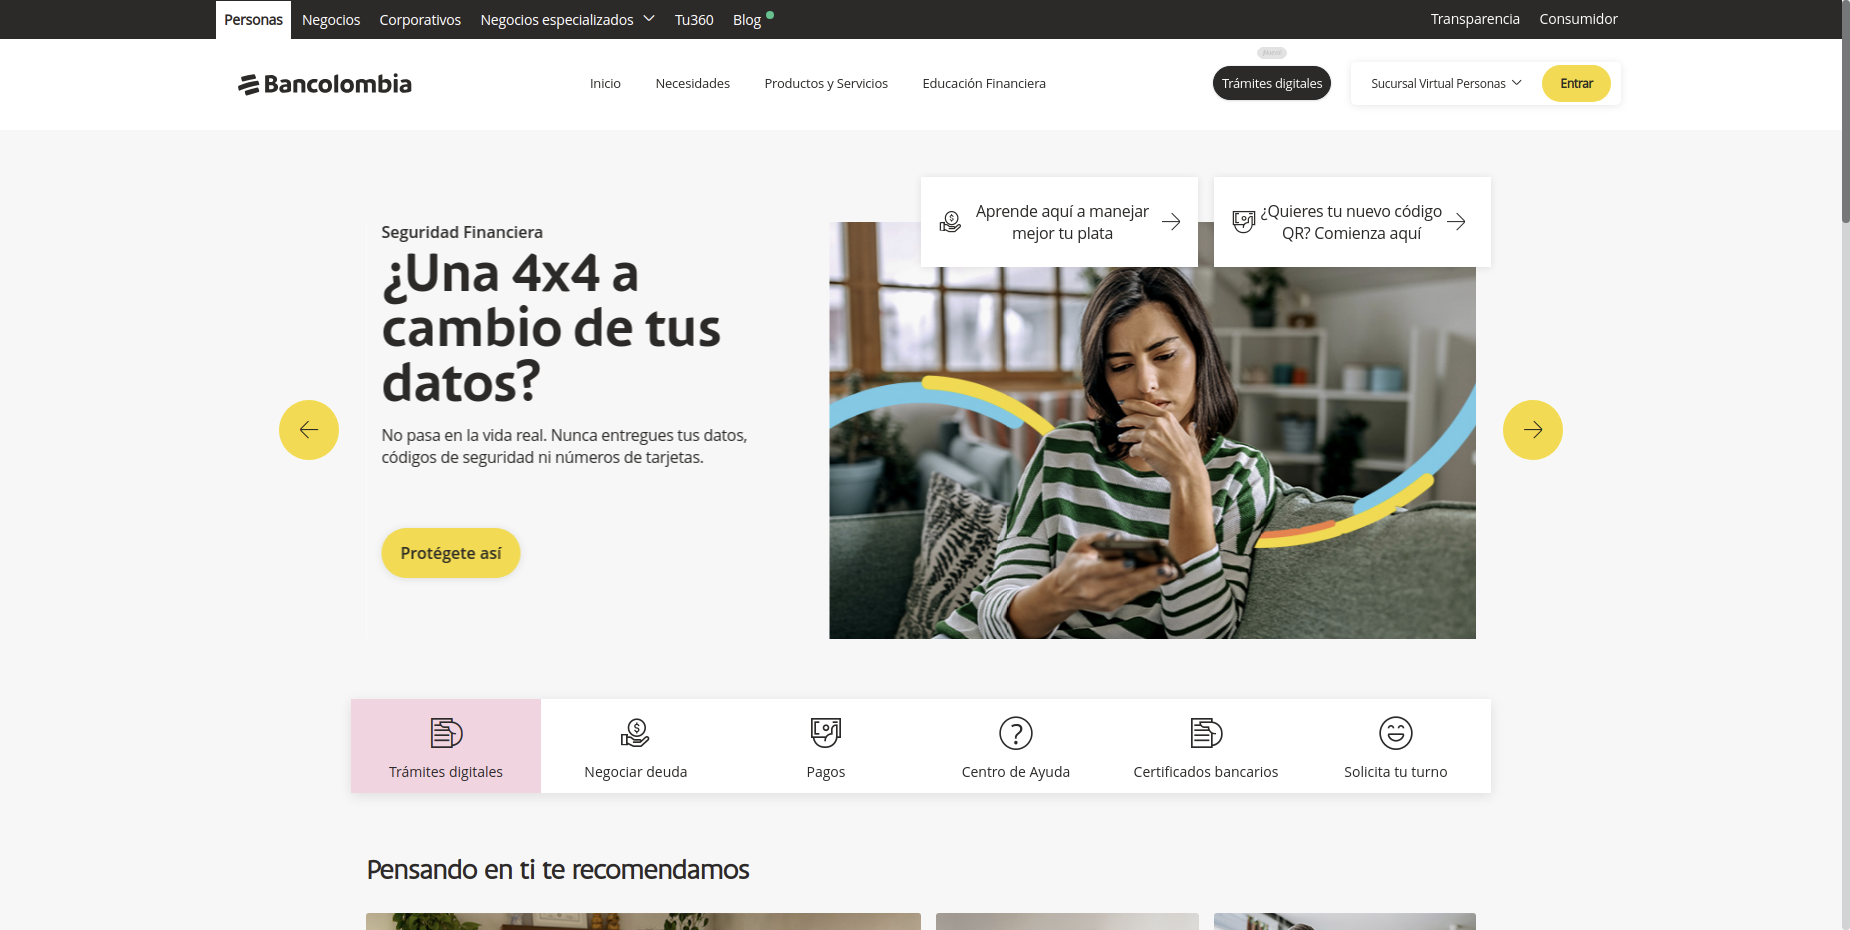 Personas
Negocios
Corporativos
Negocios especializados
Tu360
Blog
Transparencia
Consumidor
Bancolombia
Inicio
Necesidades
Productos y Servicios
Educación Financiera
Trámites digitales
Sucursal Virtual Personas
Entrar
Aprende aquí a manejar
mejor tu plata
¿Quieres tu nuevo código
QR? Comienza aquí
Seguridad Financiera
¿Una 4x4 a
cambio de tus
datos?
No pasa en la vida real. Nunca entregues tus datos,
códigos de seguridad ni números de tarjetas.
Protégete así
Trámites digitales
Negociar deuda
Pagos
Centro de Ayuda
Certificados bancarios
Solicita tu turno
Pensando en ti te recomendamos